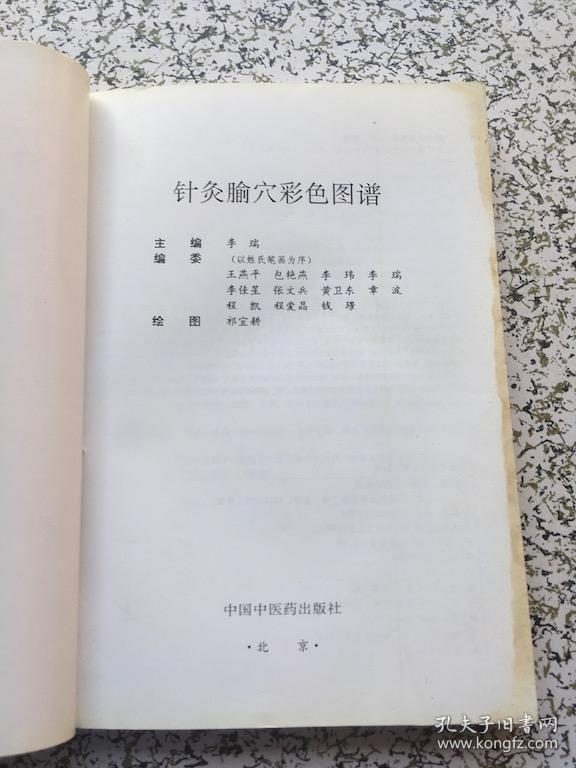 针灸腧穴彩色图谱
主 编 李 瑞
编 委 （以姓氏笔画为序）
王燕平 包艳燕 李 玮 李 瑞
李佳星 张文兵 黄卫东 章 波
程 凯 程爱晶 钱 璟
绘 图 祁宜耕
中国中医药出版社
·北 京·
孔夫子旧书网
www.kongfz.com